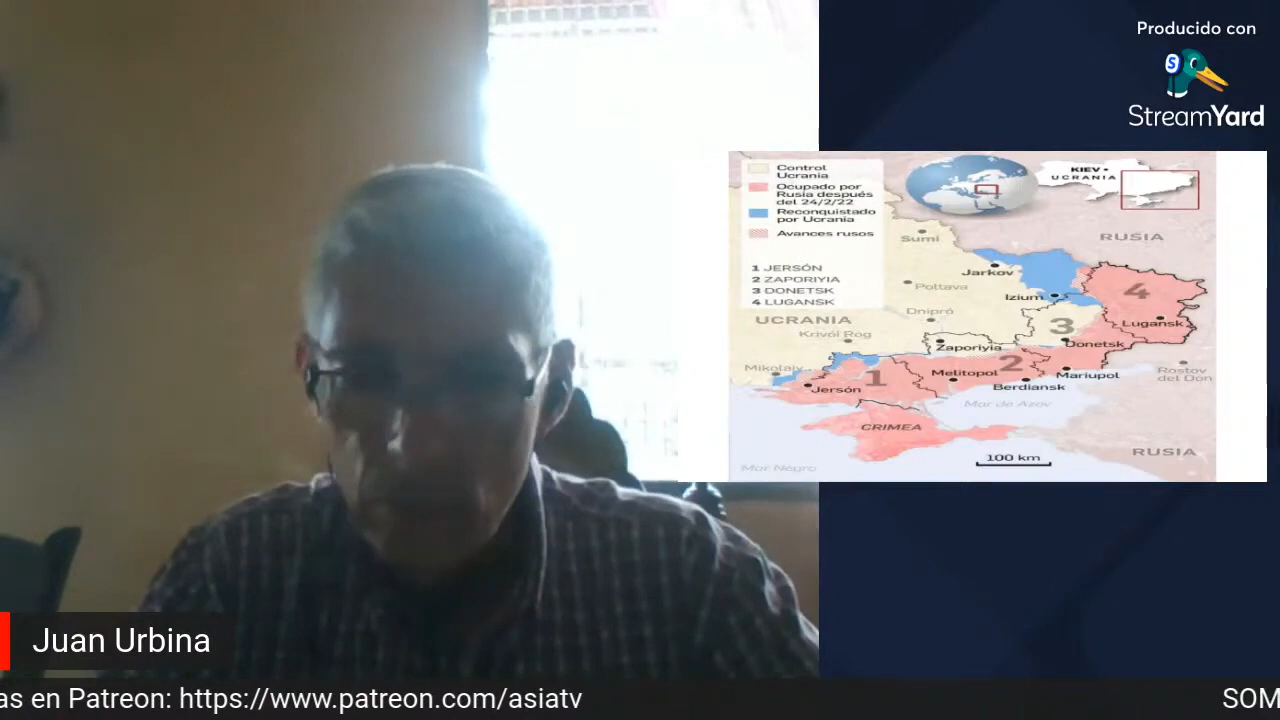 Producido con
StreamYard
Control
Ucrania
Ocupado por
Rusia después
del 24/2/22
Reconquistado
por Ucrania
Avances rusos
1 JERSÓN
2 ZAPORIYIA
3 DONETSK
4 LUGANSK
KIEV
UCRANIA
RUSIA
Sumi
Jarkov
Poltava
Izium
4
Dnipró
UCRANIA
3
Lugansk
Krivói Rog
Zaporiyia
Donetsk
Mikolaiv
1
Melitopol
2
Mariupol
Rostov
del Don
Jersón
Berdiansk
Mar de Azov
CRIMEA
RUSIA
100 km
Mar Negro
Juan Urbina
as en Patreon: https://www.patreon.com/asiatv
SOM